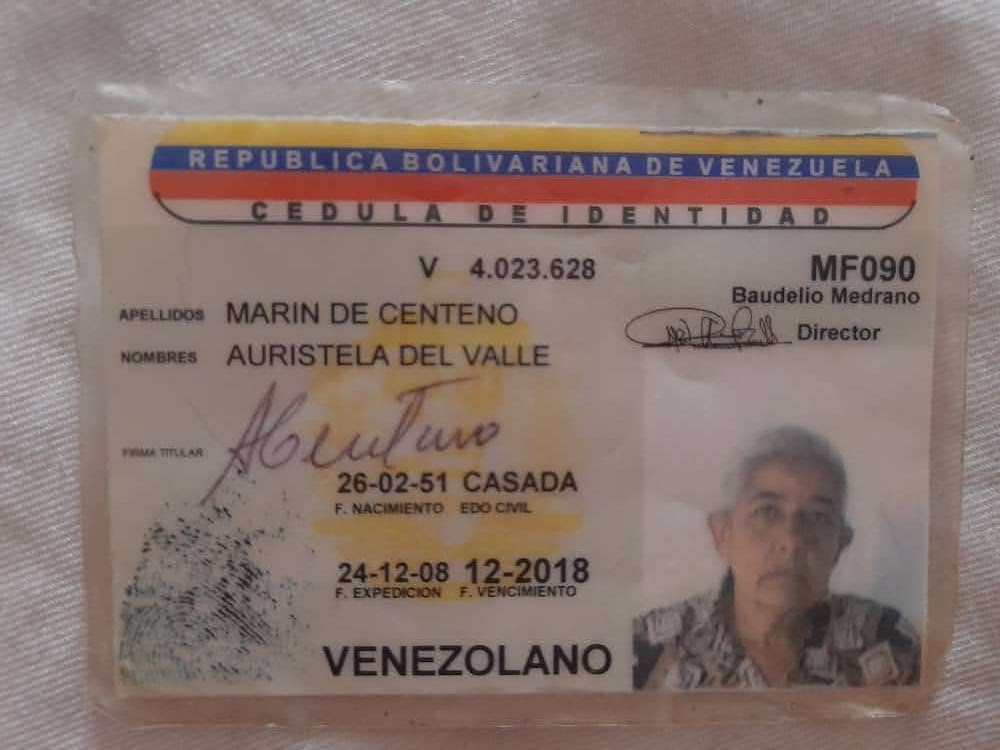 REPUBLICA BOLIVARIANA DE VENEZUELA
CEDULA DE IDENTIDAD
V 4.023.628
MF090
Baudelio Medrano
Director
APELLIDOS MARIN DE CENTENO
NOMBRES AURISTELA DEL VALLE
FIRMA TITULAR
26-02-51 CASADA
F. NACIMIENTO EDO CIVIL
24-12-08 12-2018
F. EXPEDICION F. VENCIMIENTO
VENEZOLANO